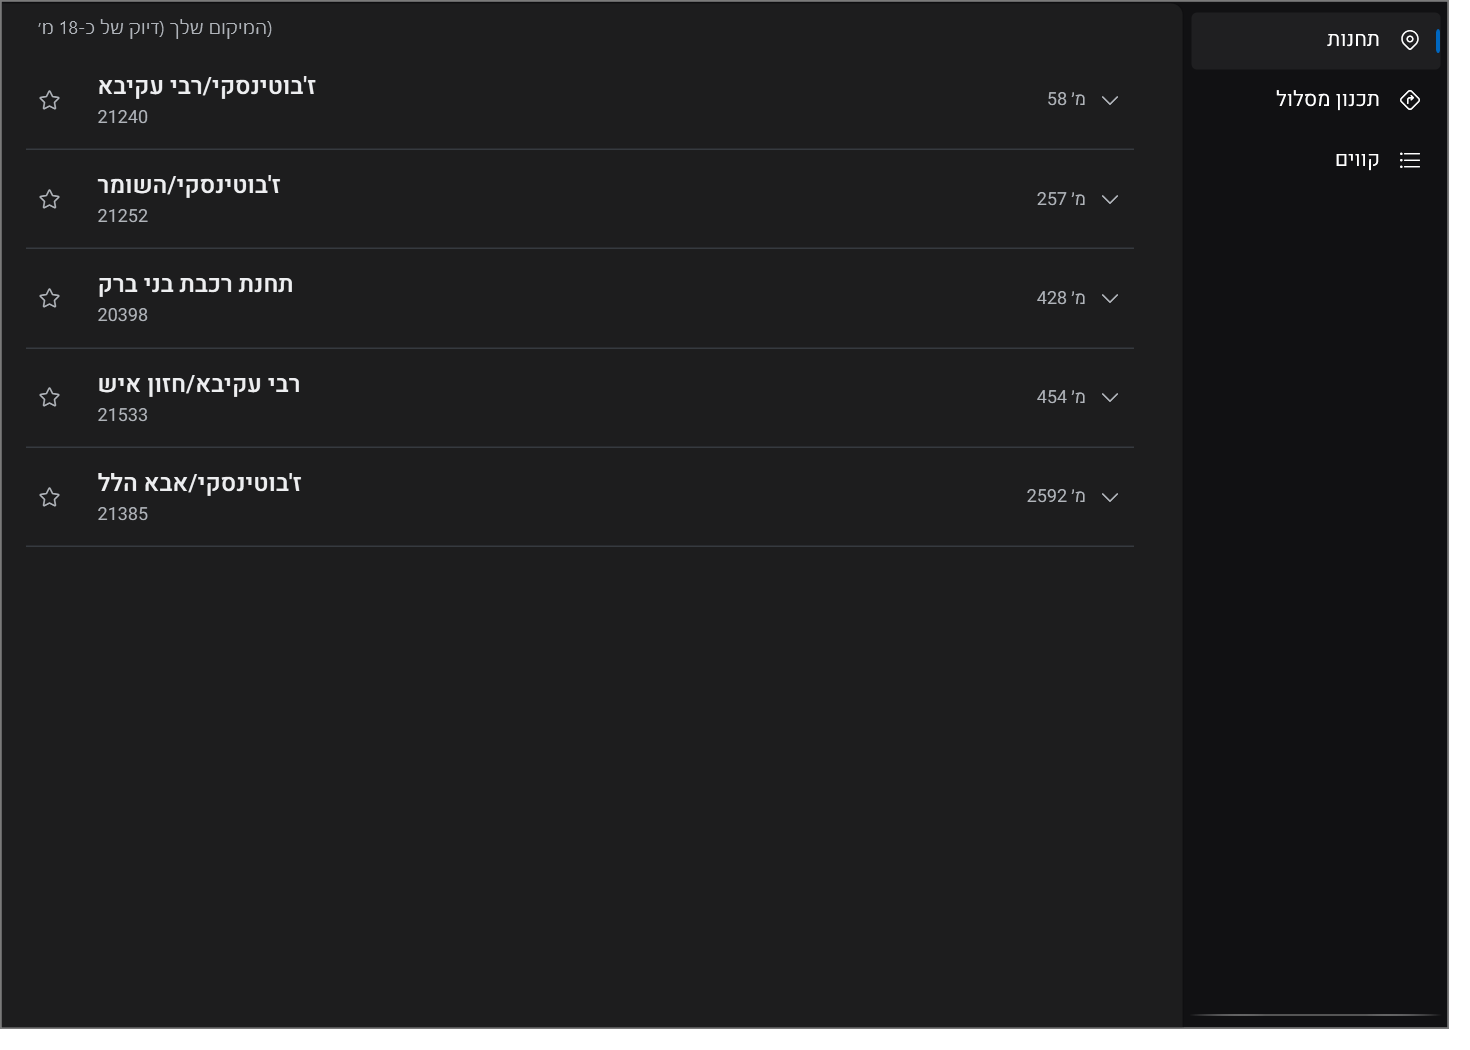 תחנות
תכנון מסלול
קווים
המיקום שלך (דיוק של כ-18 מ׳)
ז'בוטינסקי/רבי עקיבא
21240
58 מ׳
ז'בוטינסקי/השומר
21252
257 מ׳
תחנת רכבת בני ברק
20398
428 מ׳
רבי עקיבא/חזון איש
21533
454 מ׳
ז'בוטינסקי/אבא הלל
21385
2592 מ׳